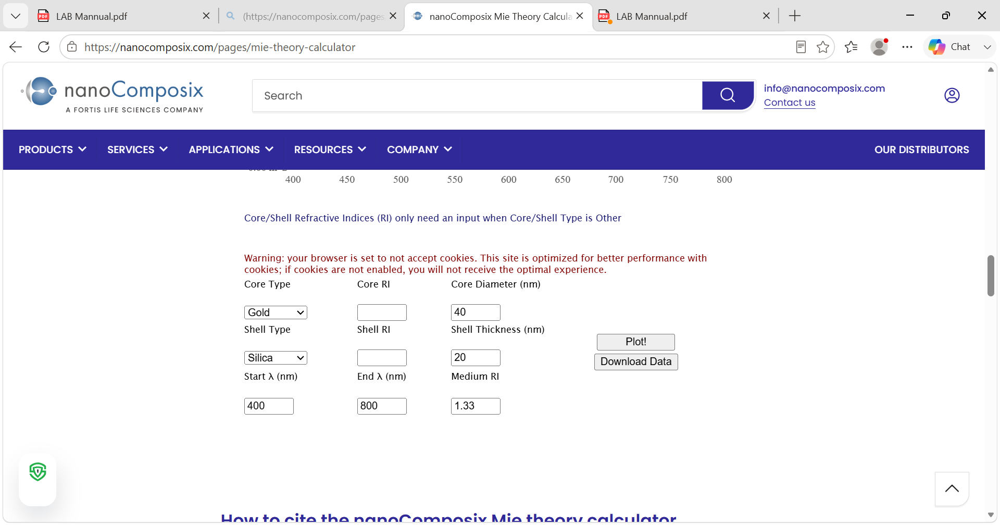 LAB Mannual.pdf
(https://nanocomposix.com/pages
nanoComposix Mie Theory Calcula
LAB Mannual.pdf
https://nanocomposix.com/pages/mie-theory-calculator
Chat
nanoComposix
A FORTIS LIFE SCIENCES COMPANY
Search
info@nanocomposix.com
Contact us
PRODUCTS
SERVICES
APPLICATIONS
RESOURCES
COMPANY
OUR DISTRIBUTORS
400 450 500 550 600 650 700 750 800
Core/Shell Refractive Indices (RI) only need an input when Core/Shell Type is Other
Warning: your browser is set to not accept cookies. This site is optimized for better performance with
cookies; if cookies are not enabled, you will not receive the optimal experience.
Core Type Core RI Core Diameter (nm)
Gold 40
Shell Type Shell RI Shell Thickness (nm)
Plot!
Silica 20
Download Data
Start λ (nm) End λ (nm) Medium RI
400 800 1.33
How to cite the nanoComposix Mie theory calculator